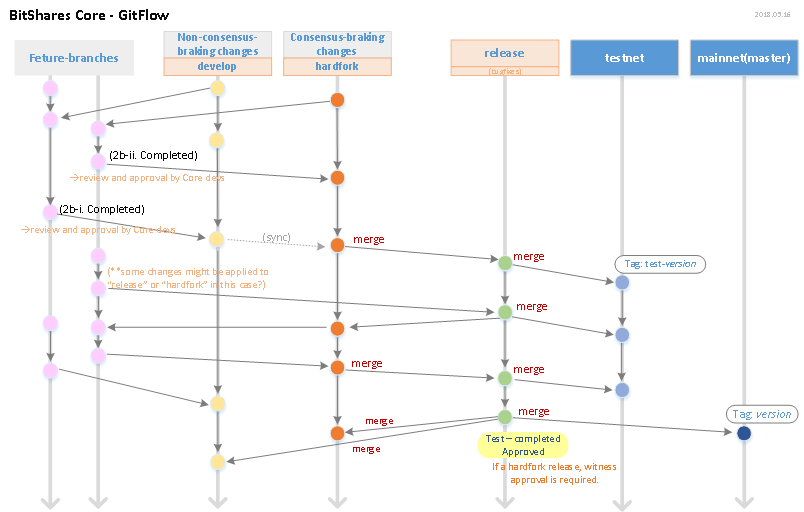 BitShares Core - GitFlow
2018.05.16
Feture-branches
Non-consensus-
braking changes
develop
Consensus-braking
changes
hardfork
release
(bugfixes)
testnet
mainnet(master)
(2b-ii. Completed)
→review and approval by Core devs
(2b-i. Completed)
→review and approval by Core devs
(sync)
merge
merge
Tag: test-version
(**some changes might be applied to
"release" or "hardfork" in this case?)
merge
merge
merge
merge
merge
merge
Tag: version
Test – completed
Approved
If a hardfork release, witness
approval is required.